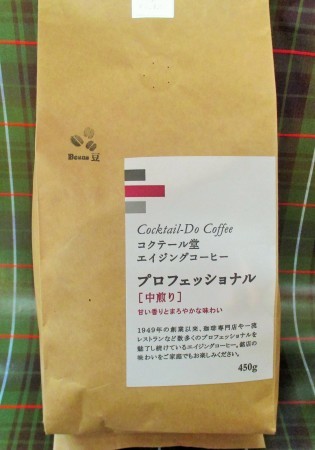 Beans 豆
Cocktail-Do Coffee
コクテール堂
エイジングコーヒー
プロフェッショナル
[中煎り]
甘い香りとまろやかな味わい
1949年の創業以来、珈琲専門店や一流
レストランなど数多くのプロフェッショナルを
魅了し続けているエイジングコーヒー。銘店の
味わいをご家庭でもお楽しみください。
450g